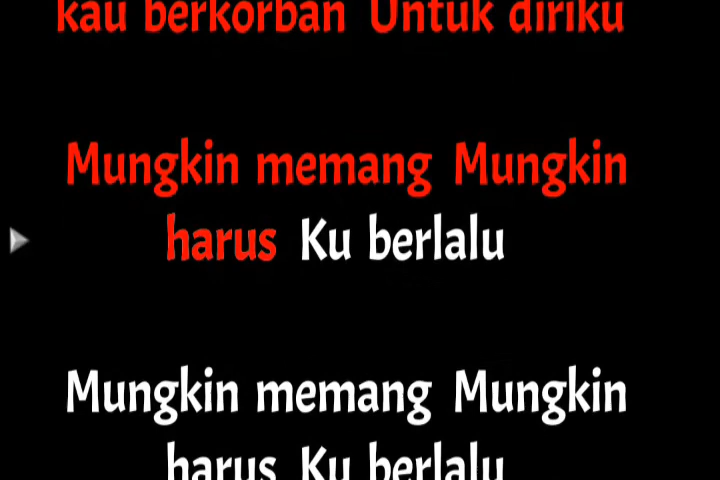 kau berkorban Untuk diriku
Mungkin memang Mungkin
harus Ku berlalu
Mungkin memang Mungkin
harus Ku berlalu